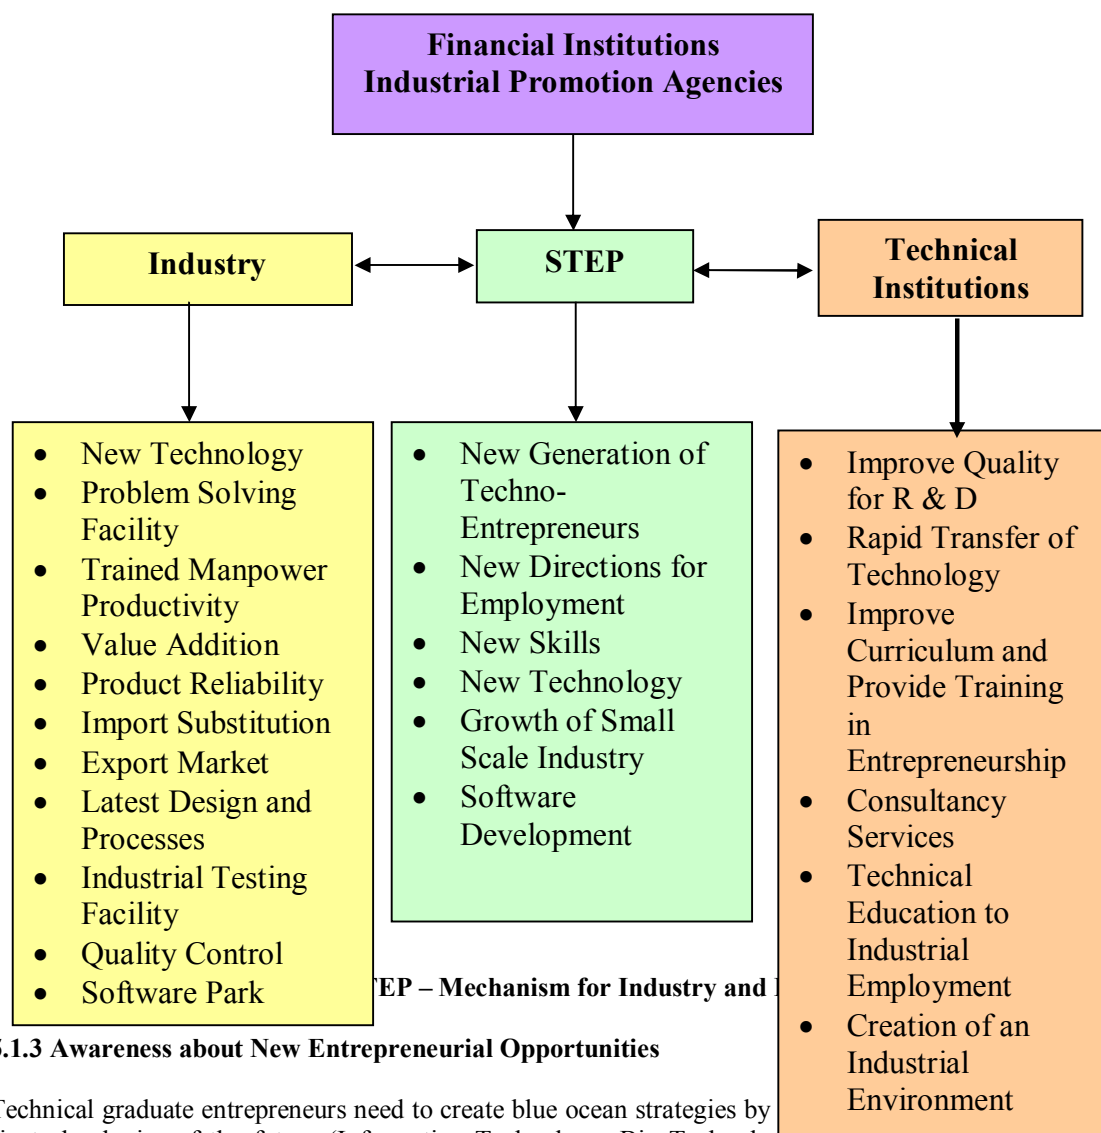 Financial Institutions
Industrial Promotion Agencies
Industry
STEP
Technical
Institutions
• New Technology
• Problem Solving
Facility
• Trained Manpower
Productivity
• Value Addition
• Product Reliability
• Import Substitution
• Export Market
• Latest Design and
Processes
• Industrial Testing
Facility
• Quality Control
• Software Park
• New Generation of
Techno-
Entrepreneurs
• New Directions for
Employment
• New Skills
• New Technology
• Growth of Small
Scale Industry
• Software
Development
• Improve Quality
for R & D
• Rapid Transfer of
Technology
• Improve
Curriculum and
Provide Training
in
Entrepreneurship
• Consultancy
Services
• Technical
Education to
Industrial
Employment
• Creation of an
Industrial
Environment
– Mechanism for Industry and
5.1.3 Awareness about New Entrepreneurial Opportunities
Technical graduate entrepreneurs need to create blue ocean strategies by